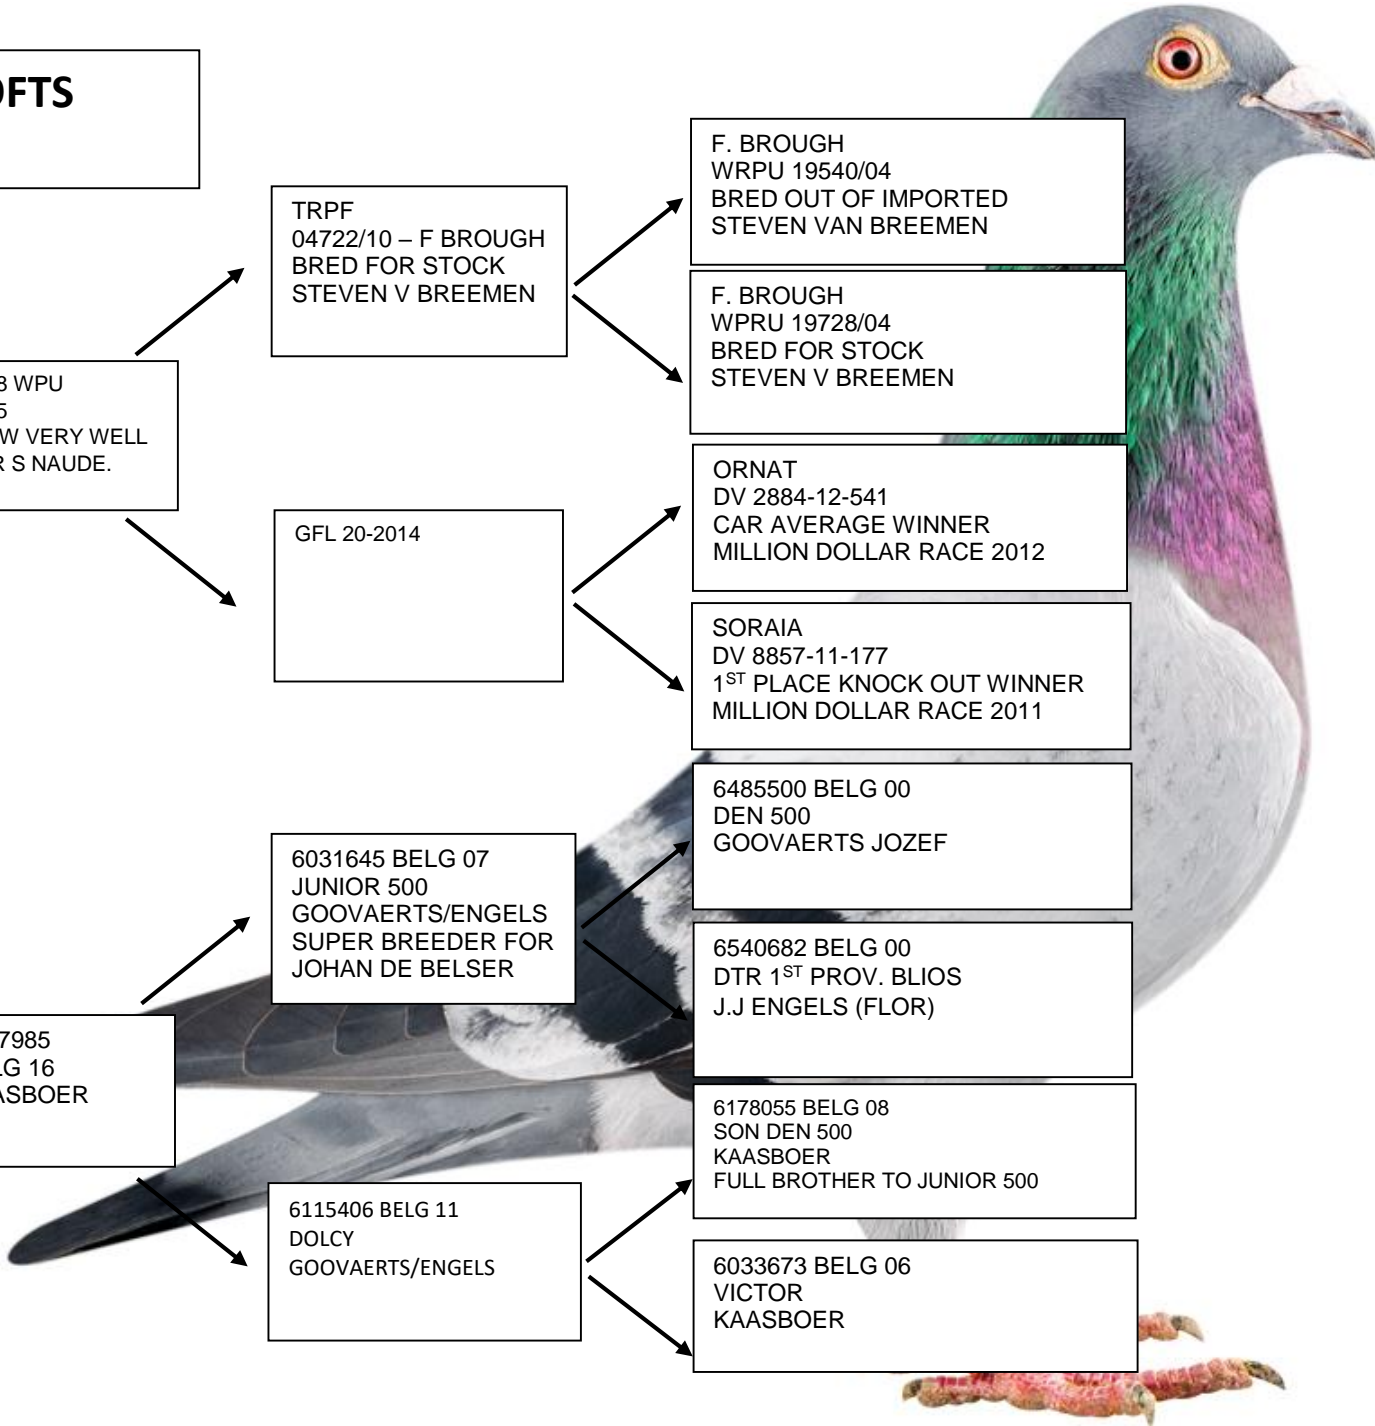 OFTS
TRPF
04722/10 – F BROUGH
BRED FOR STOCK
STEVEN V BREEMEN
F. BROUGH
WRPU 19540/04
BRED OUT OF IMPORTED
STEVEN VAN BREEMEN
F. BROUGH
WPRU 19728/04
BRED FOR STOCK
STEVEN V BREEMEN
8 WPU
5
W VERY WELL
R S NAUDE.
GFL 20-2014
ORNAT
DV 2884-12-541
CAR AVERAGE WINNER
MILLION DOLLAR RACE 2012
SORAIA
DV 8857-11-177
1ST PLACE KNOCK OUT WINNER
MILLION DOLLAR RACE 2011
6031645 BELG 07
JUNIOR 500
GOOVAERTS/ENGELS
SUPER BREEDER FOR
JOHAN DE BELSER
6485500 BELG 00
DEN 500
GOOVAERTS JOZEF
6540682 BELG 00
DTR 1ST PROV. BLIOS
J.J ENGELS (FLOR)
7985
LG 16
ASBOER
6115406 BELG 11
DOLCY
GOOVAERTS/ENGELS
6178055 BELG 08
SON DEN 500
KAASBOER
FULL BROTHER TO JUNIOR 500
6033673 BELG 06
VICTOR
KAASBOER